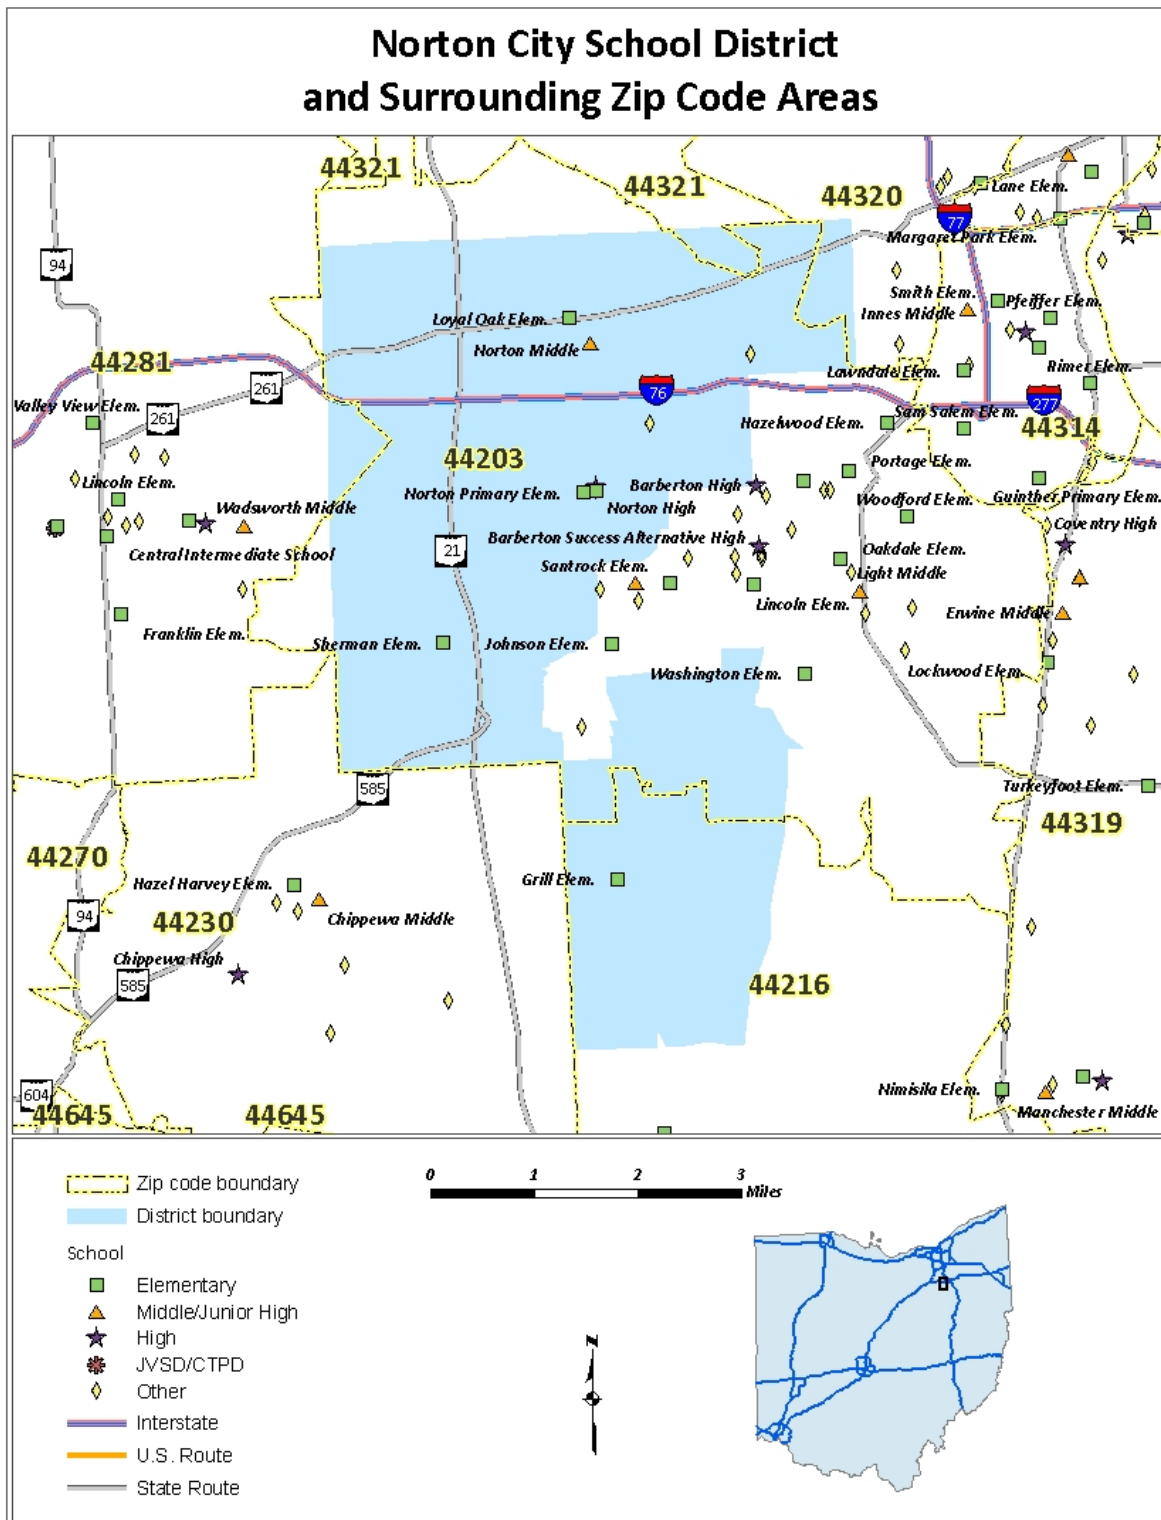 Norton City School District
and Surrounding Zip Code Areas
44321
44321
44320
Lane Elem.
77
Margaret Park Elem.
94
Smith Elem.
Pfeiffer Elem.
Innes Middle
Loyal Oak Elem.
Norton Middle
44281
261
76
Lawndale Elem.
Rimer Elem.
277
Valley View Elem.
261
Hazelwood Elem.
Sam Salem Elem.
44314
44203
Portage Elem.
Lincoln Elem.
Norton Primary Elem.
Barberton High
Woodford Elem.
Guinther Primary Elem.
Wadsworth Middle
Norton High
Coventry High
Central Intermediate School
21
Barberton Success Alternative High
Oakdale Elem.
Santrock Elem.
Light Middle
Lincoln Elem.
Erwine Middle
Franklin Elem.
Sherman Elem.
Johnson Elem.
Washington Elem.
Lockwood Elem.
585
Turkeyfoot Elem.
44319
44270
Hazel Harvey Elem.
Grill Elem.
94
44230
Chippewa Middle
Chippewa High
585
44216
604
44645
44645
Nimisila Elem.
Manchester Middle
Zip code boundary
District boundary
School
Elementary
Middle/Junior High
High
JVSD/CTPD
Other
Interstate
U.S. Route
State Route
0 1 2 3
Miles
N